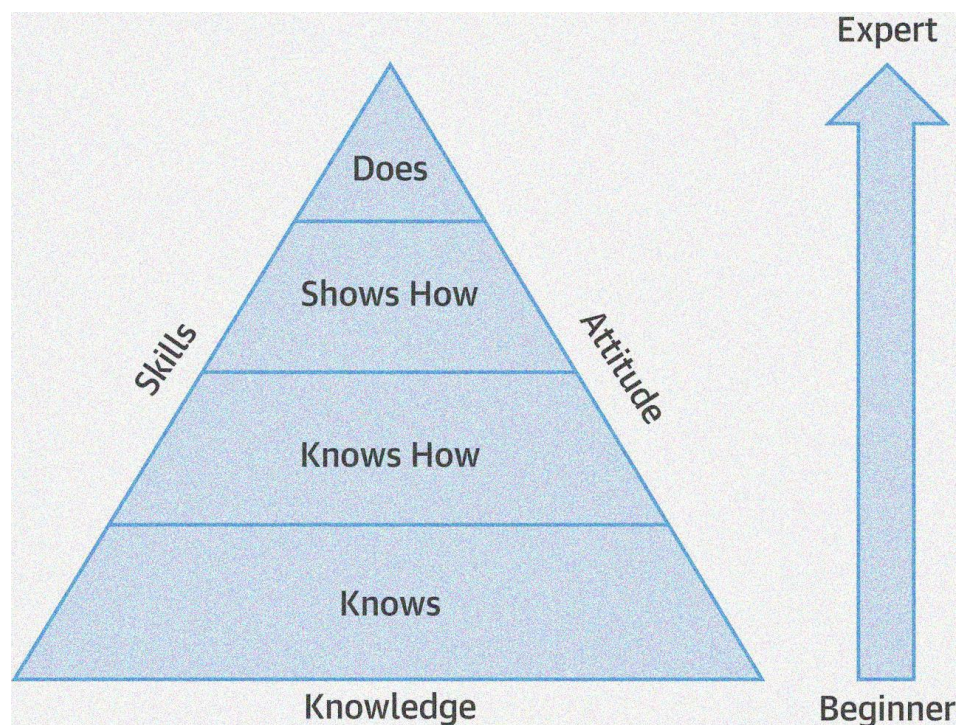 Expert
Does
Shows How
Skills
Attitude
Knows How
Knows
Knowledge
Beginner